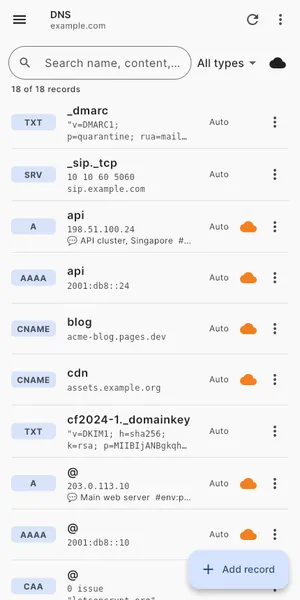 DNS
example.com
Search name, content,...
All types
18 of 18 records
TXT
_dmarc
"v=DMARC1;
p=quarantine; rua=mail…
Auto
SRV
_sip._tcp
10 10 60 5060
sip.example.com
Auto
A
api
198.51.100.24
💬 API cluster, Singapore #...
Auto
AAAA
api
2001:db8::24
Auto
CNAME
blog
acme-blog.pages.dev
Auto
CNAME
cdn
assets.example.org
Auto
TXT
cf2024-1._domainkey
"v=DKIM1; h=sha256;
k=rsa; p=MIIBIjANBgkqh…
Auto
A
@
203.0.113.10
💬 Main web server #env:p...
Auto
AAAA
@
2001:db8::10
Auto
CAA
@
0 issue
"letsencrypt.org"
+ Add record